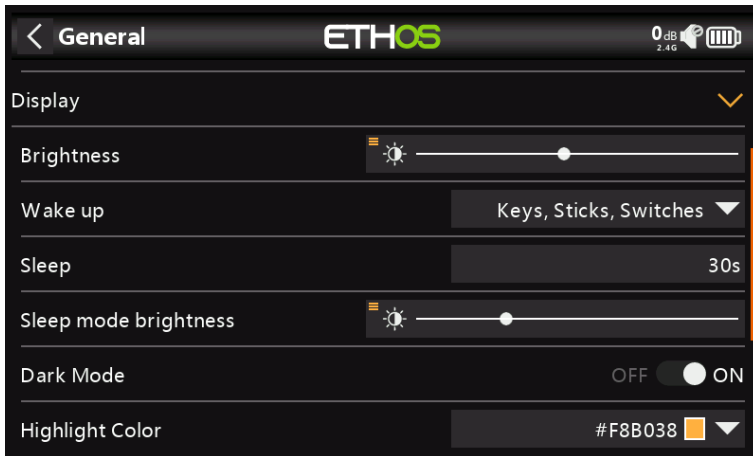 General
ETHOS
0dB
2.4G
Display
Brightness
Wake up
Keys, Sticks, Switches
Sleep
30s
Sleep mode brightness
Dark Mode
OFF
ON
Highlight Color
#F8B038